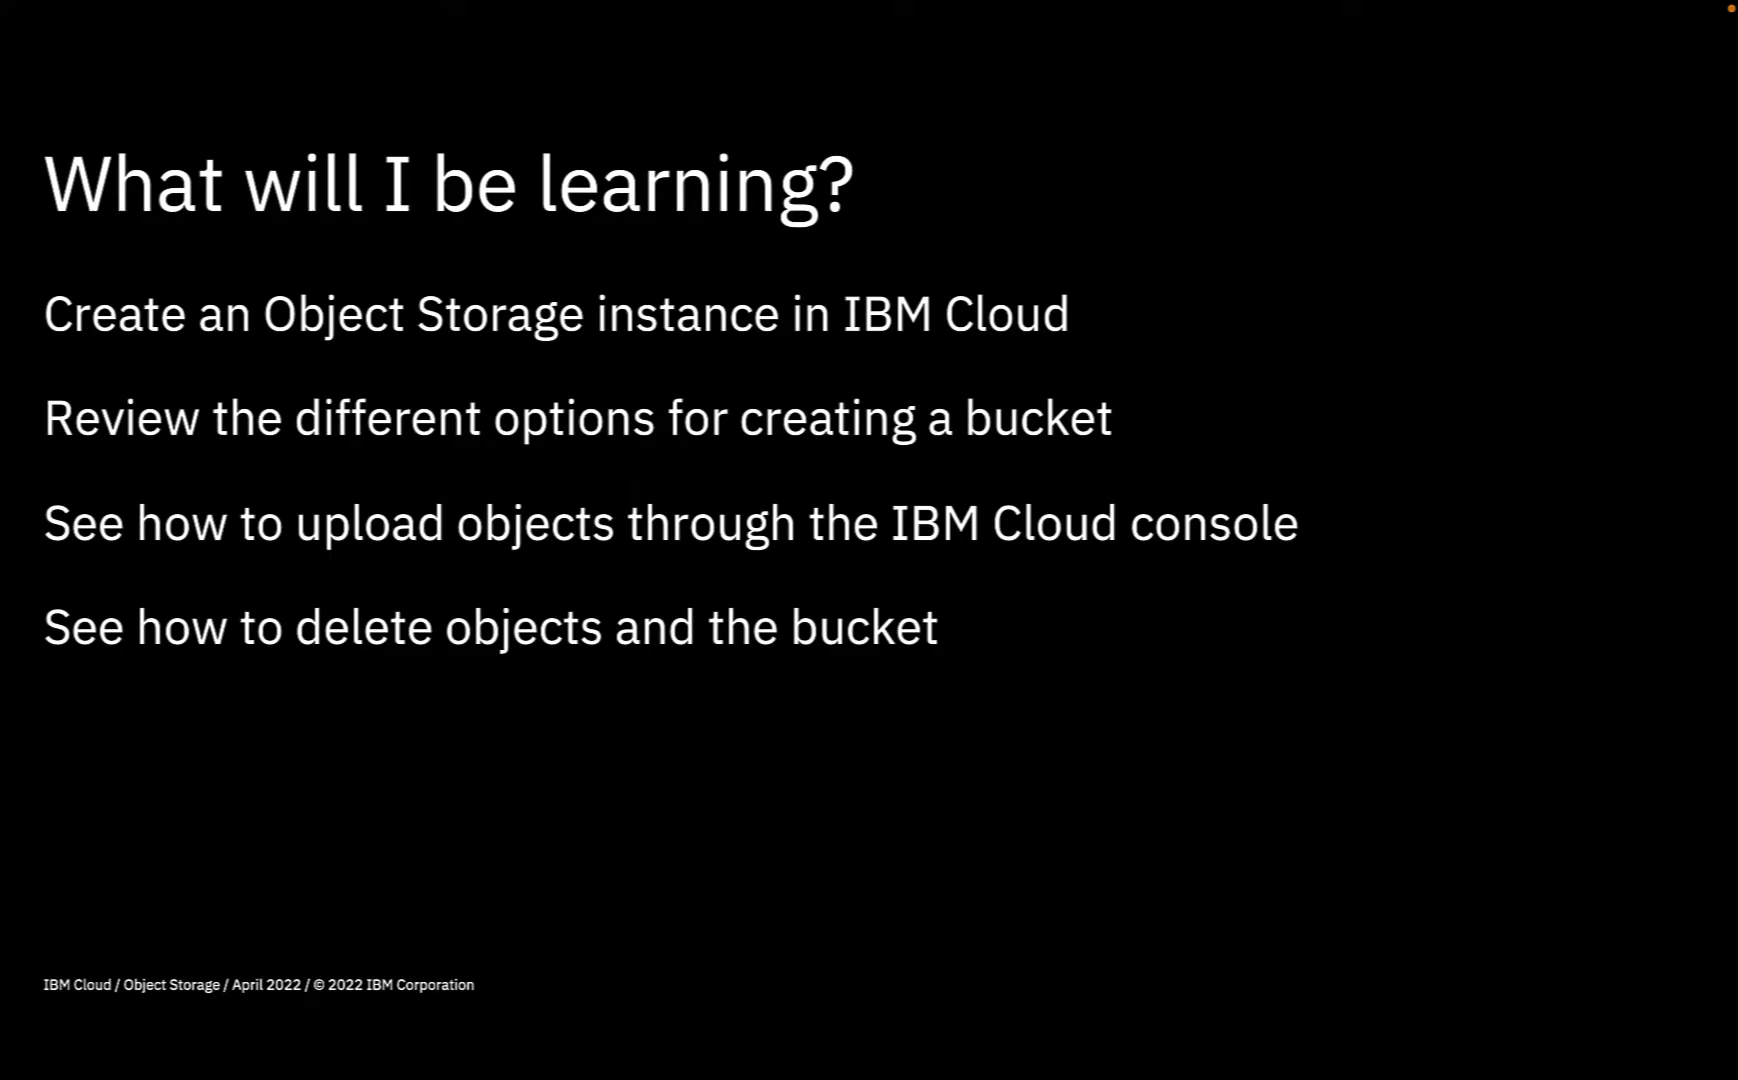 What will I be learning?
Create an Object Storage instance in IBM Cloud
Review the different options for creating a bucket
See how to upload objects through the IBM Cloud console
See how to delete objects and the bucket
IBM Cloud / Object Storage / April 2022 / © 2022 IBM Corporation